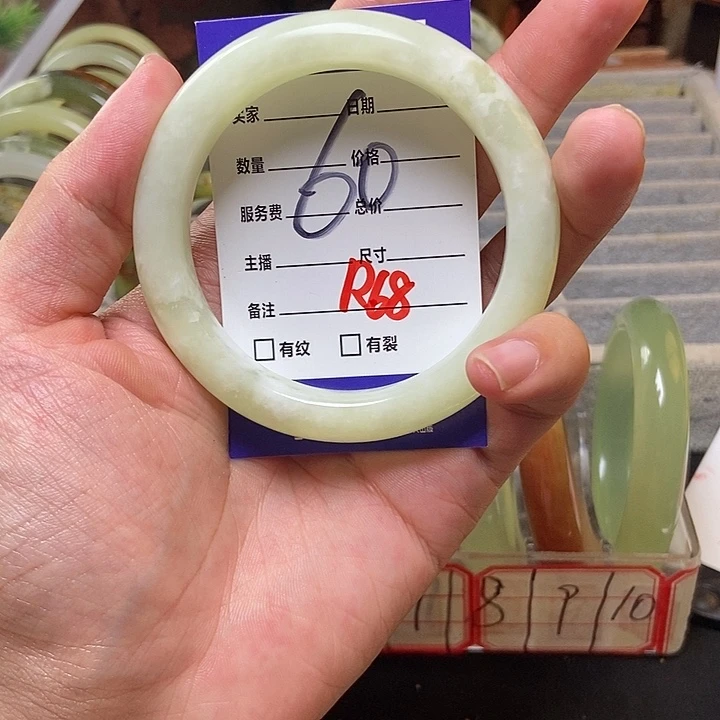 卖家 日期
数量 价格
60
服务费 总价
主播 尺寸
R68
备注
有纹 有裂
8 9 10